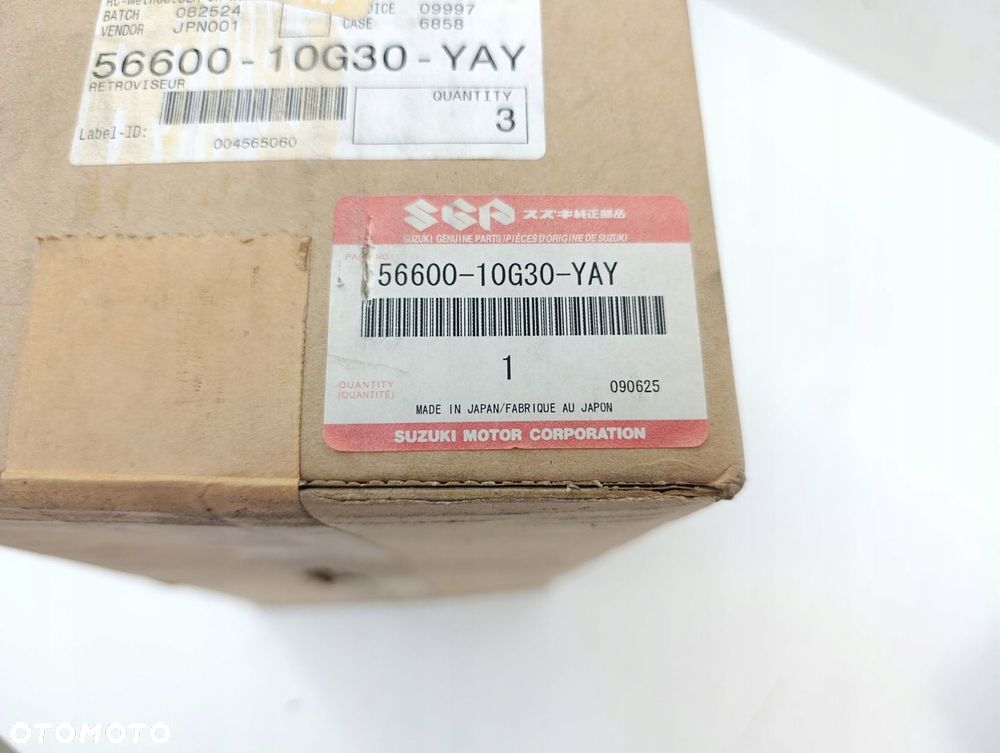 BATCH 082524
VENDOR JPN001
09997
CASE 6858
56600-10G30-YAY
RETROVISEUR
QUANTITY
3
Label-ID:
004565060
SGP スズキ純正部品
SUZUKI GENUINE PARTS/PIÈCES D'ORIGINE DE SUZUKI
PART NO.
56600-10G30-YAY
1
QUANTITY
(QUANTITÉ)
090625
MADE IN JAPAN/FABRIQUE AU JAPON
SUZUKI MOTOR CORPORATION
OTOMOTO